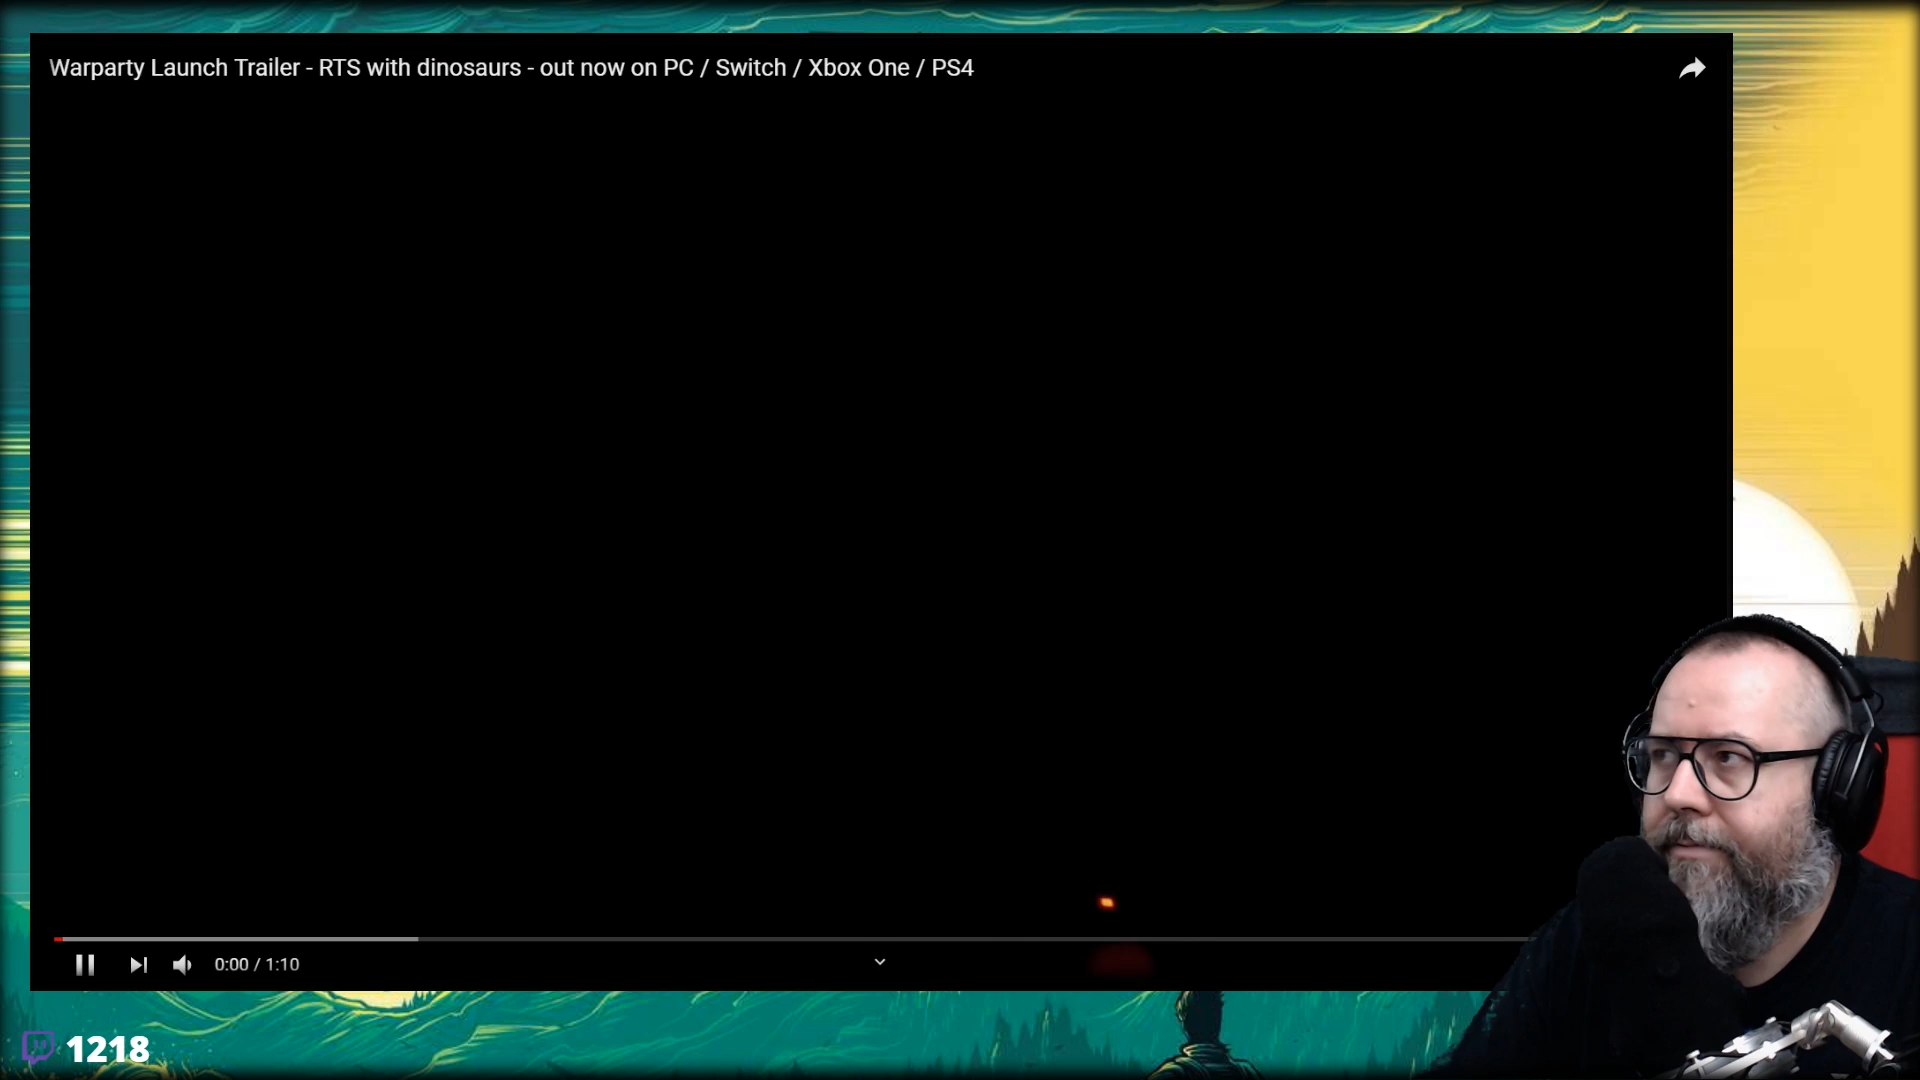 Warparty Launch Trailer - RTS with dinosaurs - out now on PC / Switch / Xbox One / PS4
0:00 / 1:10
1218